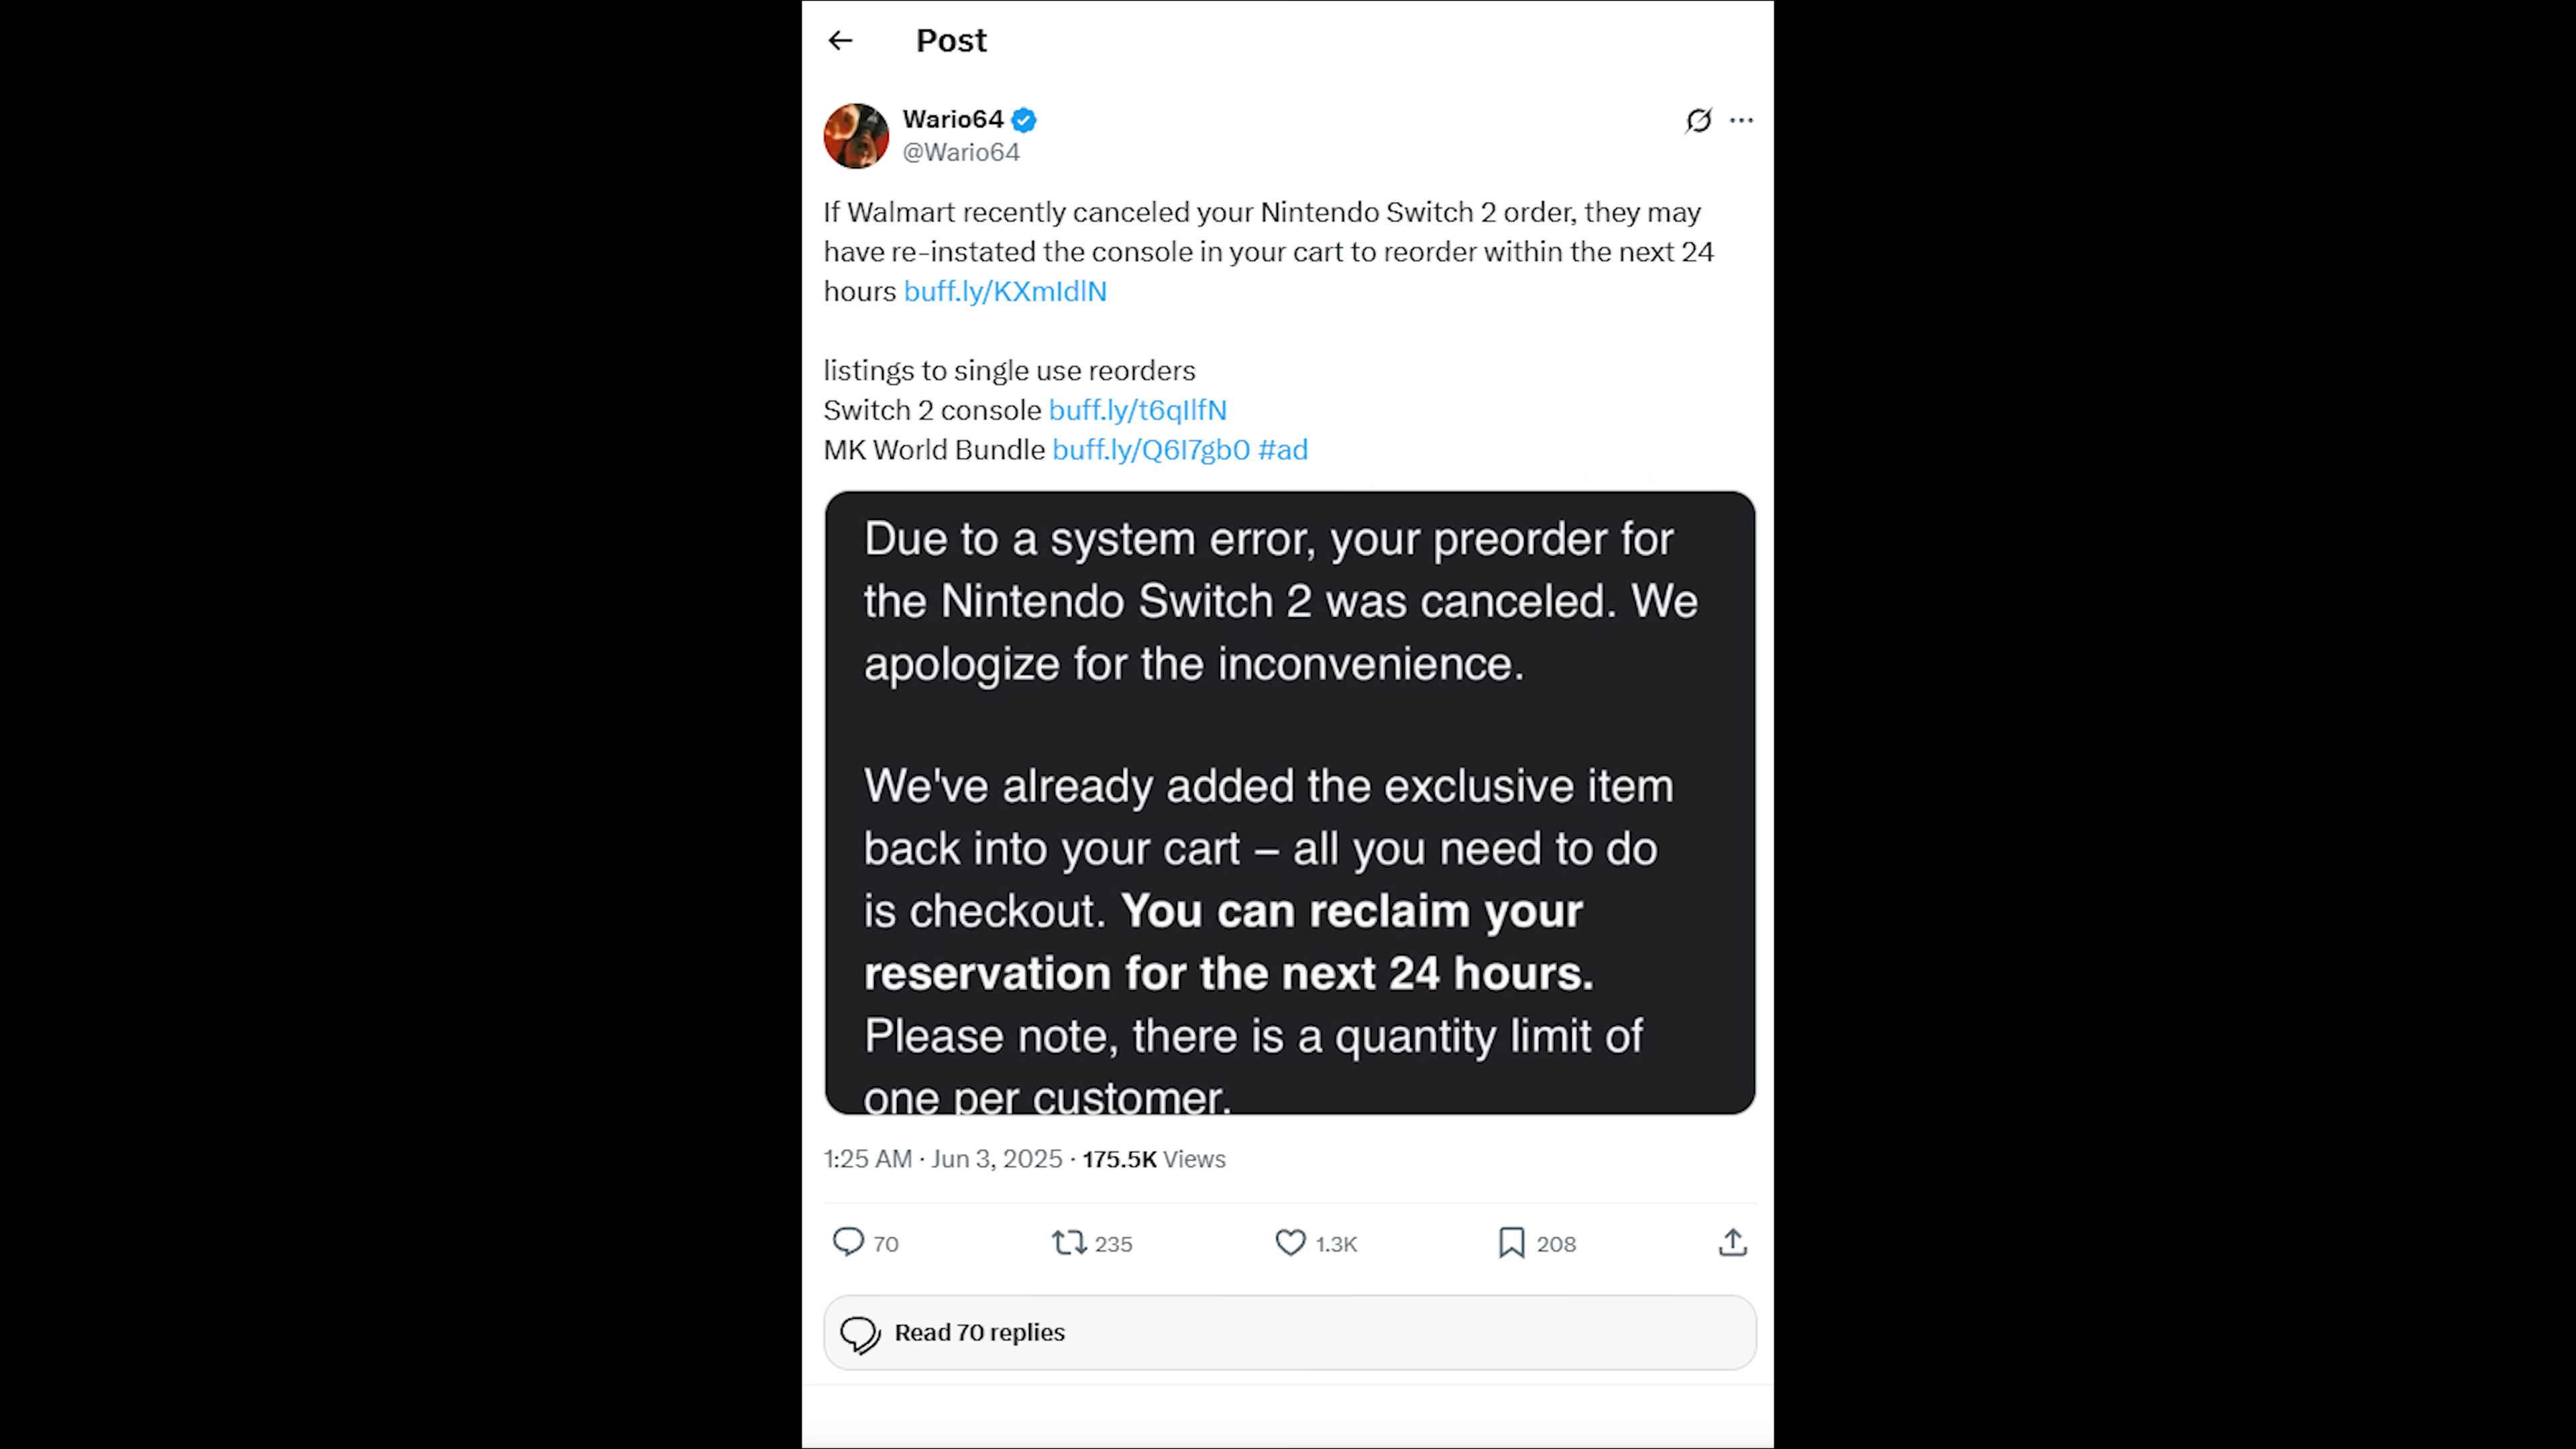 Post
Wario64
@Wario64
If Walmart recently canceled your Nintendo Switch 2 order, they may
have re-instated the console in your cart to reorder within the next 24
hours buff.ly/KXmIdlN
listings to single use reorders
Switch 2 console buff.ly/t6qIlfN
MK World Bundle buff.ly/Q6I7gb0 #ad
Due to a system error, your preorder for
the Nintendo Switch 2 was canceled. We
apologize for the inconvenience.
We've already added the exclusive item
back into your cart – all you need to do
is checkout. You can reclaim your
reservation for the next 24 hours.
Please note, there is a quantity limit of
one per customer.
1:25 AM · Jun 3, 2025 · 175.5K Views
70 235 1.3K 208
Read 70 replies